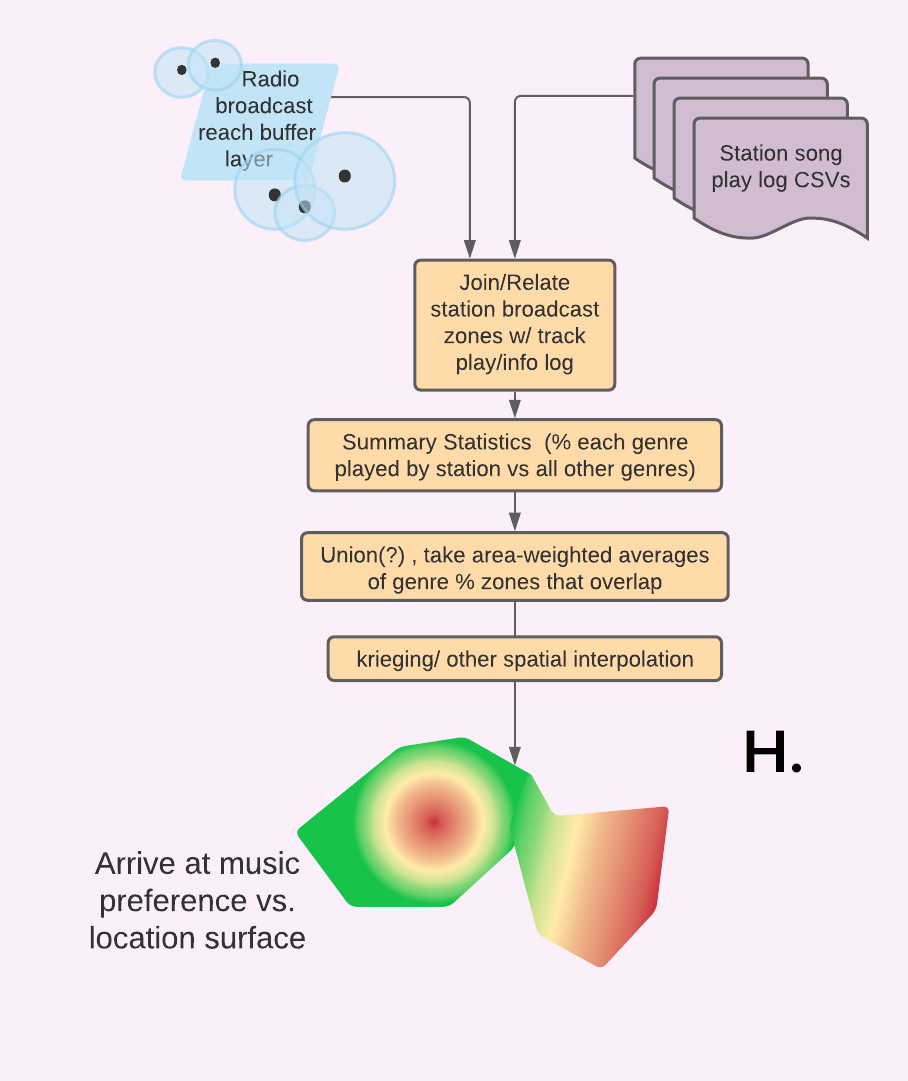 Radio
broadcast
reach buffer
layer
Station song
play log CSVs
Join/Relate
station broadcast
zones w/ track
play/info log
Summary Statistics  (% each genre
played by station vs all other genres)
Union(?) , take area-weighted averages
of genre % zones that overlap
krieging/ other spatial interpolation
H.
Arrive at music
preference vs.
location surface